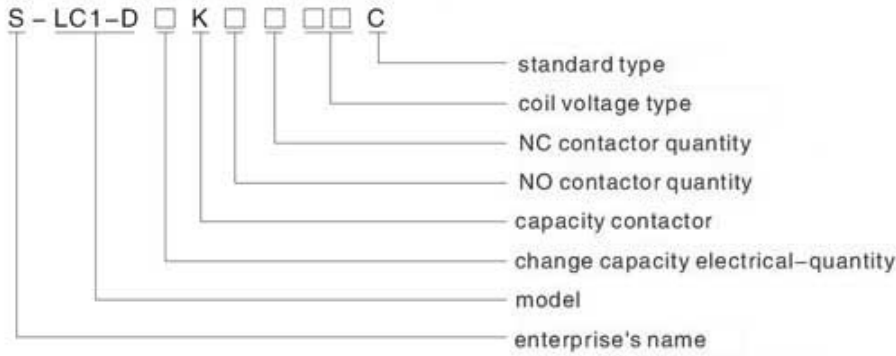 S – LC1–D □ K □ □ □□ C
standard type
coil voltage type
NC contactor quantity
NO contactor quantity
capacity contactor
change capacity electrical–quantity
model
enterprise's name